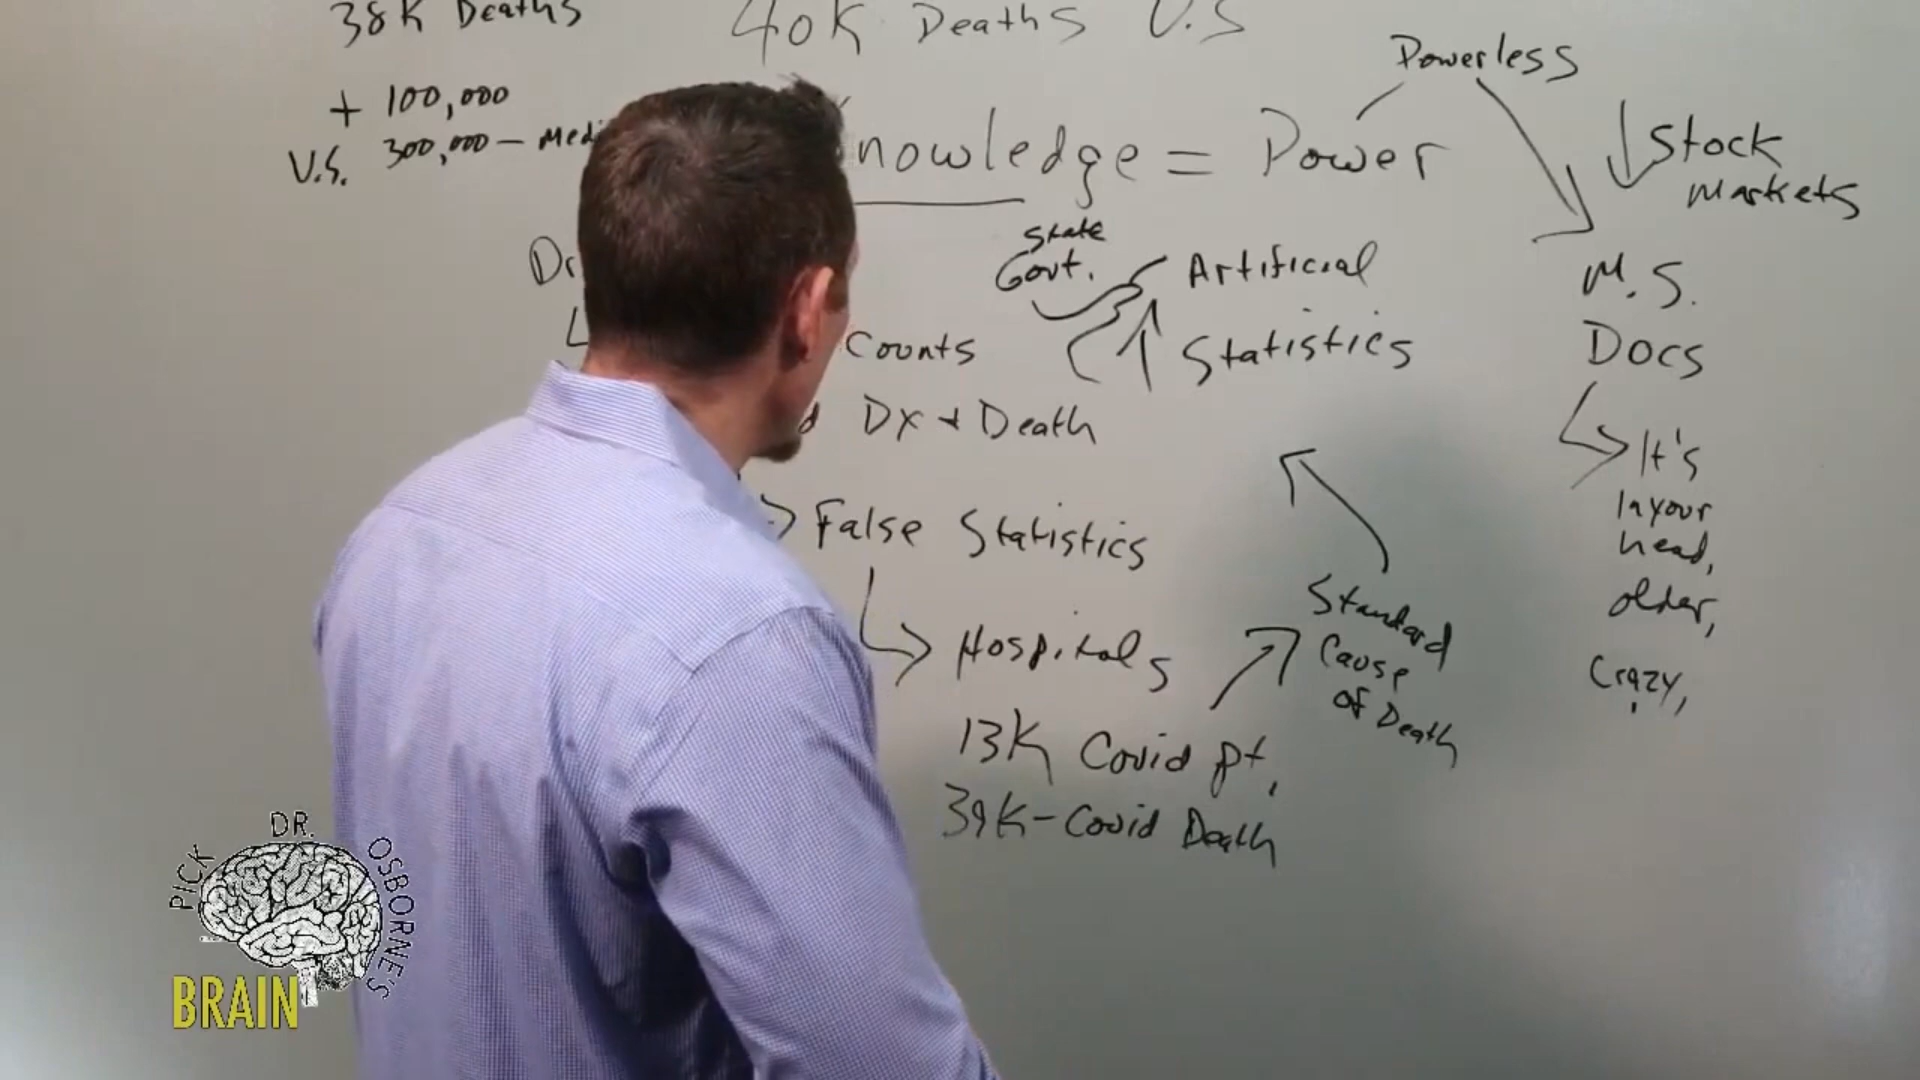 38K Deaths
40K Deaths U.S
Powerless
+ 100,000
U.S. 300,000 - Medi
nowledge = Power
↓ Stock
Markets
State
Govt.
Dr
Artificial
Statistics
Counts
DX + Death
M.S.
Docs
It's
In your
head,
older,
Crazy,
False Statistics
Hospitals
Standard
Cause
of Death
13K Covid pt,
39K - Covid Death
PICK DR. OSBORNE'S
BRAIN